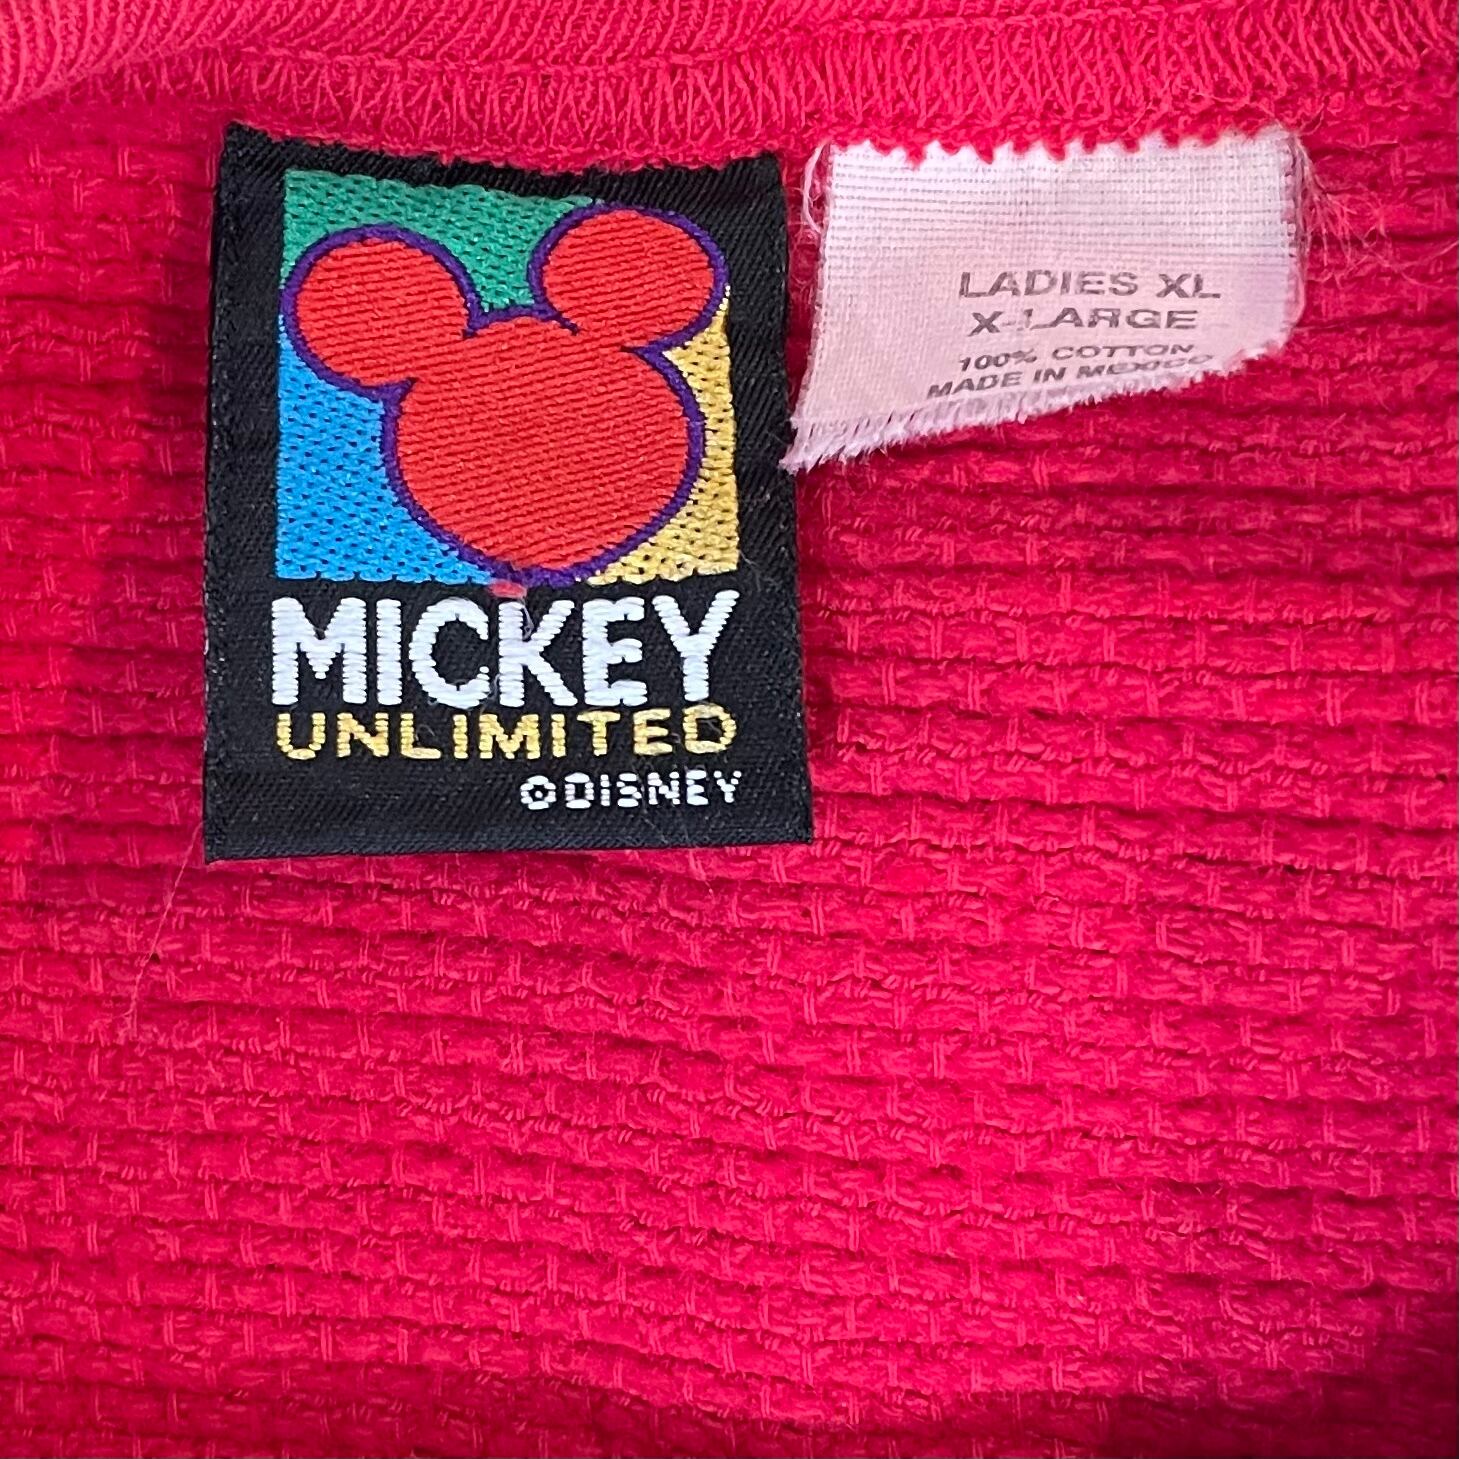 MICKEY
UNLIMITED
©DISNEY
LADIES XL
X-LARGE
100% COTTON
MADE IN MEXICO